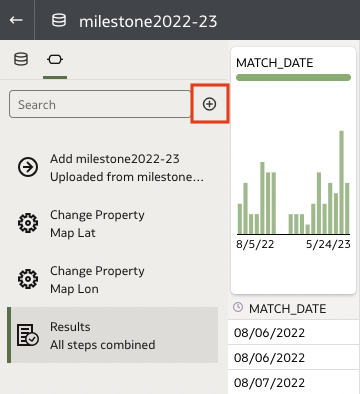 milestone2022-23
Search
Add milestone2022-23
Uploaded from milestone...
Change Property
Map Lat
Change Property
Map Lon
Results
All steps combined
MATCH_DATE
8/5/22 5/24/23
MATCH_DATE
08/06/2022
08/06/2022
08/07/2022